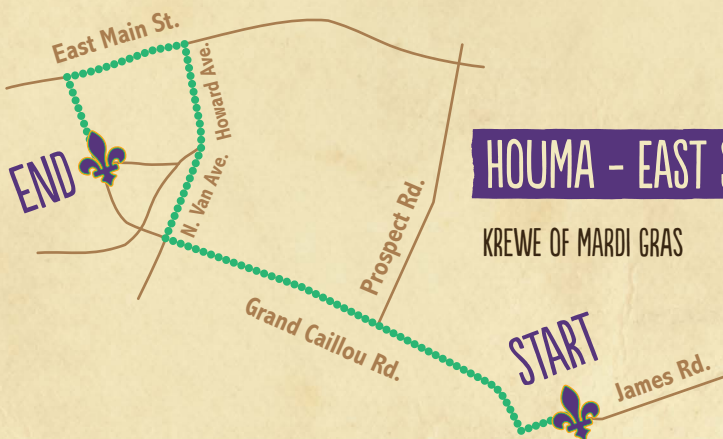 East Main St.
Howard Ave.
END
N. Van Ave.
Prospect Rd.
HOUMA - EAST
KREWE OF MARDI GRAS
Grand Caillou Rd.
START
James Rd.